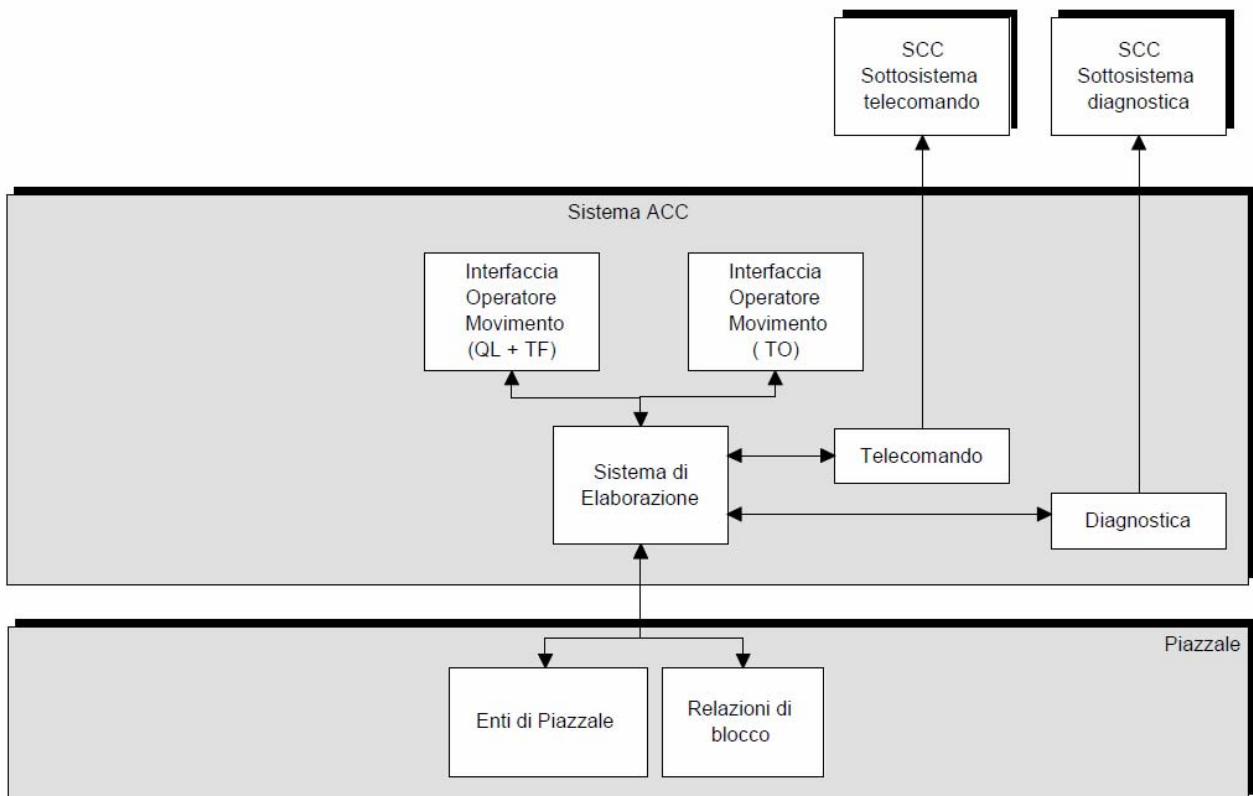 SCC
Sottosistema
telecomando
SCC
Sottosistema
diagnostica
Sistema ACC
Interfaccia
Operatore
Movimento
(QL + TF)
Interfaccia
Operatore
Movimento
( TO)
Sistema di
Elaborazione
Telecomando
Diagnostica
Piazzale
Enti di Piazzale
Relazioni di
blocco